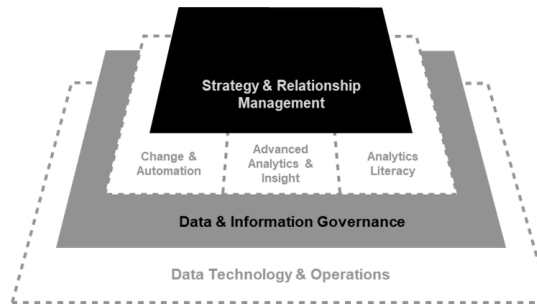 Strategy & Relationship
Management
Change &
Automation
Advanced
Analytics &
Insight
Analytics
Literacy
Data & Information Governance
Data Technology & Operations